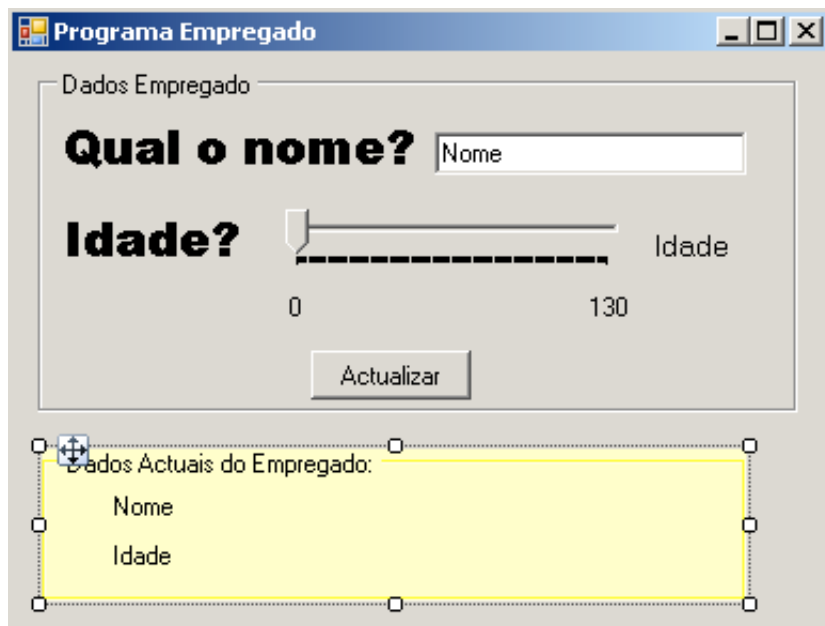 Programa Empregado
Dados Empregado
Qual o nome? Nome
Idade? Idade
0 130
Actualizar
Dados Actuais do Empregado:
Nome
Idade